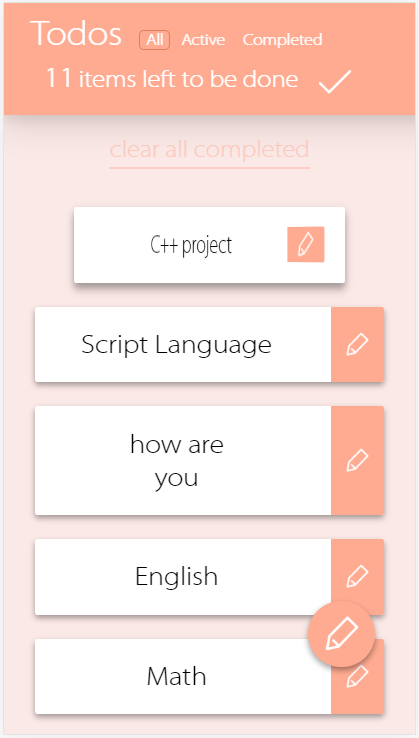 Todos All Active Completed
11 items left to be done
clear all completed
C++ project
Script Language
how are
you
English
Math